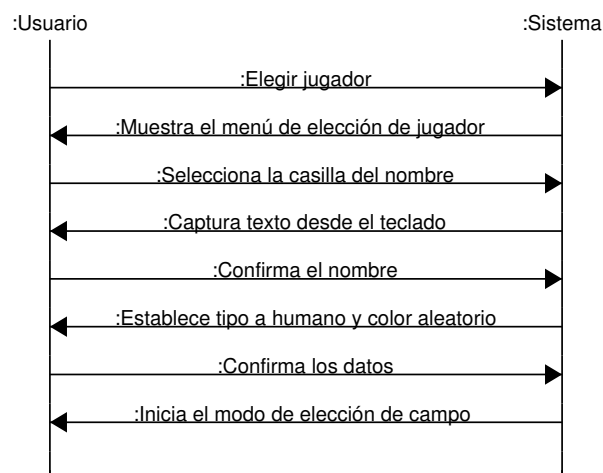 :Usuario
:Sistema
:Elegir jugador
:Muestra el menú de elección de jugador
:Selecciona la casilla del nombre
:Captura texto desde el teclado
:Confirma el nombre
:Establece tipo a humano y color aleatorio
:Confirma los datos
:Inicia el modo de elección de campo